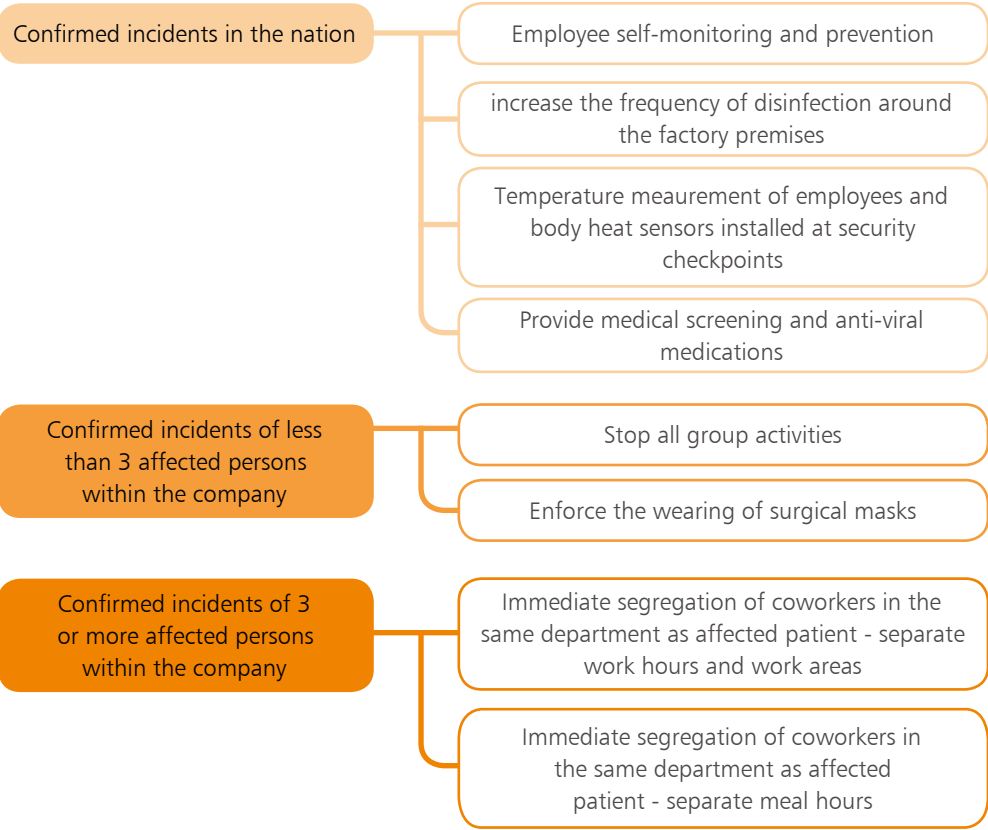 Confirmed incidents in the nation
Employee self-monitoring and prevention
increase the frequency of disinfection around
the factory premises
Temperature meaurement of employees and
body heat sensors installed at security
checkpoints
Provide medical screening and anti-viral
medications
Confirmed incidents of less
than 3 affected persons
within the company
Stop all group activities
Enforce the wearing of surgical masks
Confirmed incidents of 3
or more affected persons
within the company
Immediate segregation of coworkers in the
same department as affected patient - separate
work hours and work areas
Immediate segregation of coworkers in
the same department as affected
patient - separate meal hours